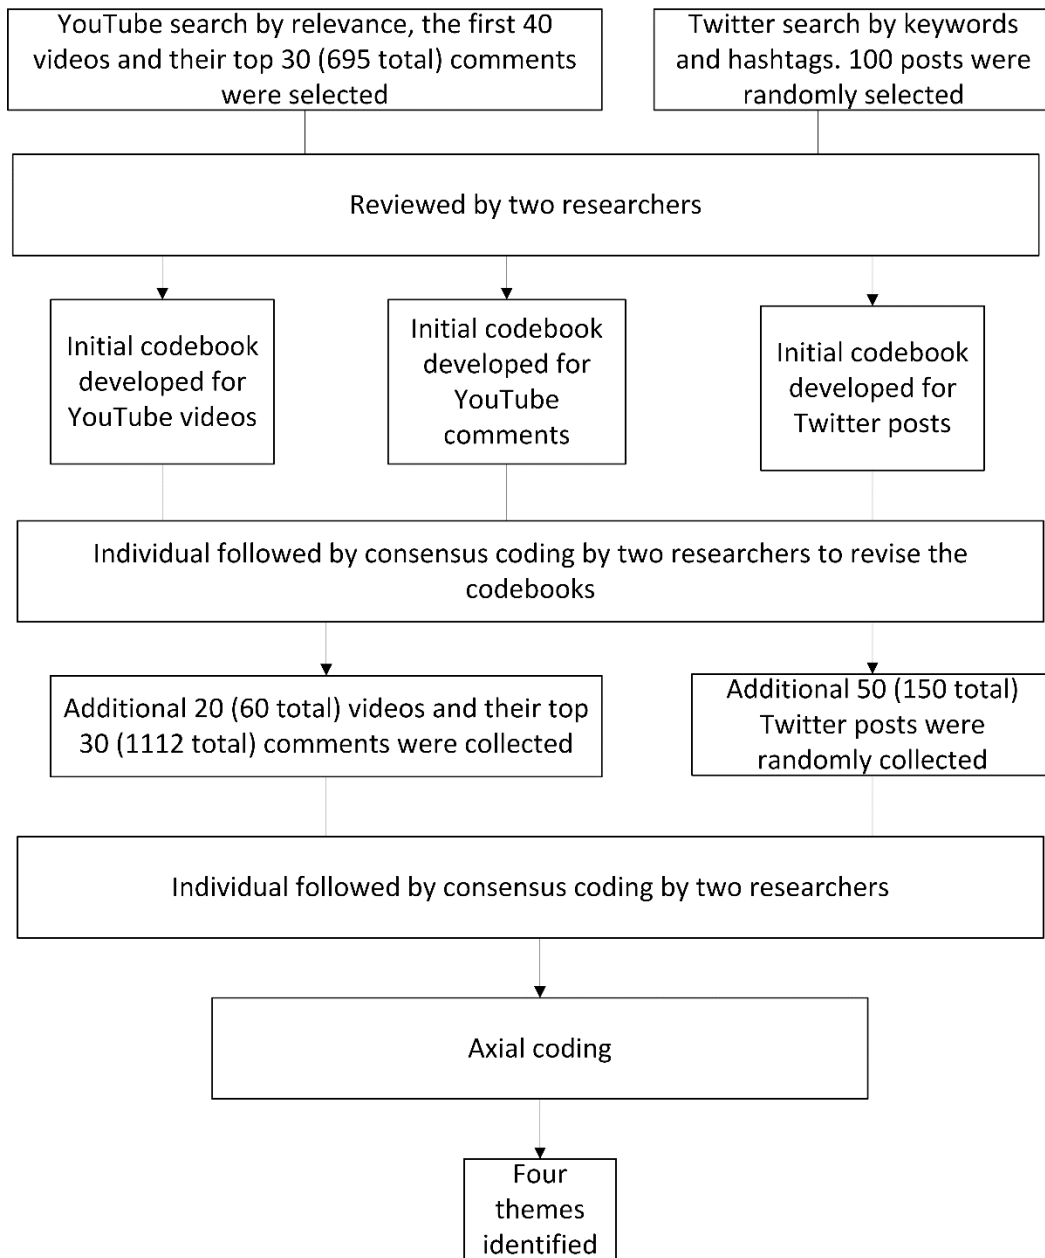 YouTube search by relevance, the first 40
videos and their top 30 (695 total) comments
were selected
Twitter search by keywords
and hashtags. 100 posts were
randomly selected
Reviewed by two researchers
Initial codebook
developed for
YouTube videos
Initial codebook
developed for
YouTube
comments
Initial codebook
developed for
Twitter posts
Individual followed by consensus coding by two researchers to revise the
codebooks
Additional 20 (60 total) videos and their top
30 (1112 total) comments were collected
Additional 50 (150 total)
Twitter posts were
randomly collected
Individual followed by consensus coding by two researchers
Axial coding
Four
themes
identified